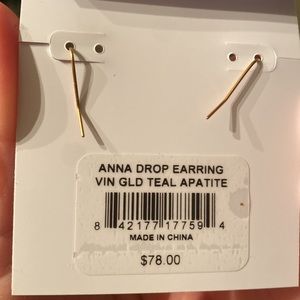 ANNA DROP EARRING
VIN GLD TEAL APATITE
8 42177 17759 4
MADE IN CHINA
$78.00